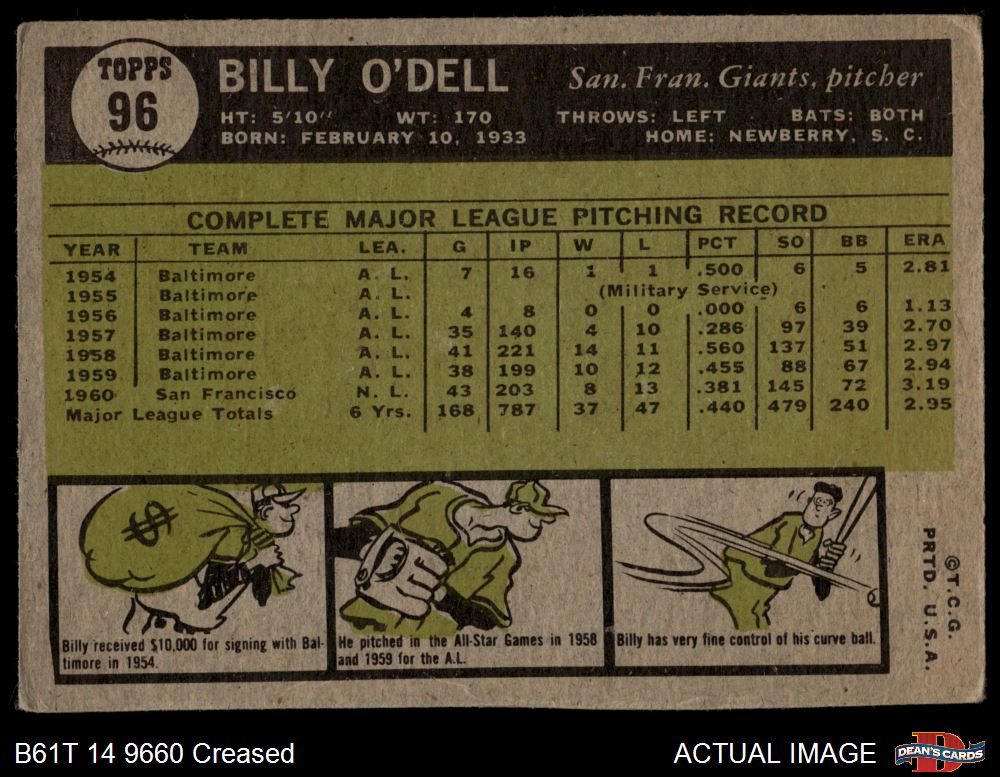 TOPPS
96
BILLY O'DELL
San. Fran. Giants, pitcher
HT: 5'10" WT: 170 THROWS: LEFT BATS: BOTH
BORN: FEBRUARY 10, 1933 HOME: NEWBERRY, S. C.
COMPLETE MAJOR LEAGUE PITCHING RECORD
YEAR TEAM LEA. G IP W L PCT SO BB ERA
1954 Baltimore A. L. 7 16 1 1 .500 6 5 2.81
1955 Baltimore A. L. (Military Service)
1956 Baltimore A. L. 4 8 0 0 .000 6 6 1.13
1957 Baltimore A. L. 35 140 4 10 .286 97 39 2.70
1958 Baltimore A. L. 41 221 14 11 .560 137 51 2.97
1959 Baltimore A. L. 38 199 10 12 .455 88 67 2.94
1960 San Francisco N. L. 43 203 8 13 .381 145 72 3.19
Major League Totals 6 Yrs. 168 787 37 47 .440 479 240 2.95
$
Billy received $10,000 for signing with Bal-
timore in 1954.
He pitched in the All-Star Games in 1958
and 1959 for the A.L.
Billy has very fine control of his curve ball.
©T.C.G.
PRTD. U.S.A.
B61T 14 9660 Creased
ACTUAL IMAGE
D
DEAN'S CARDS